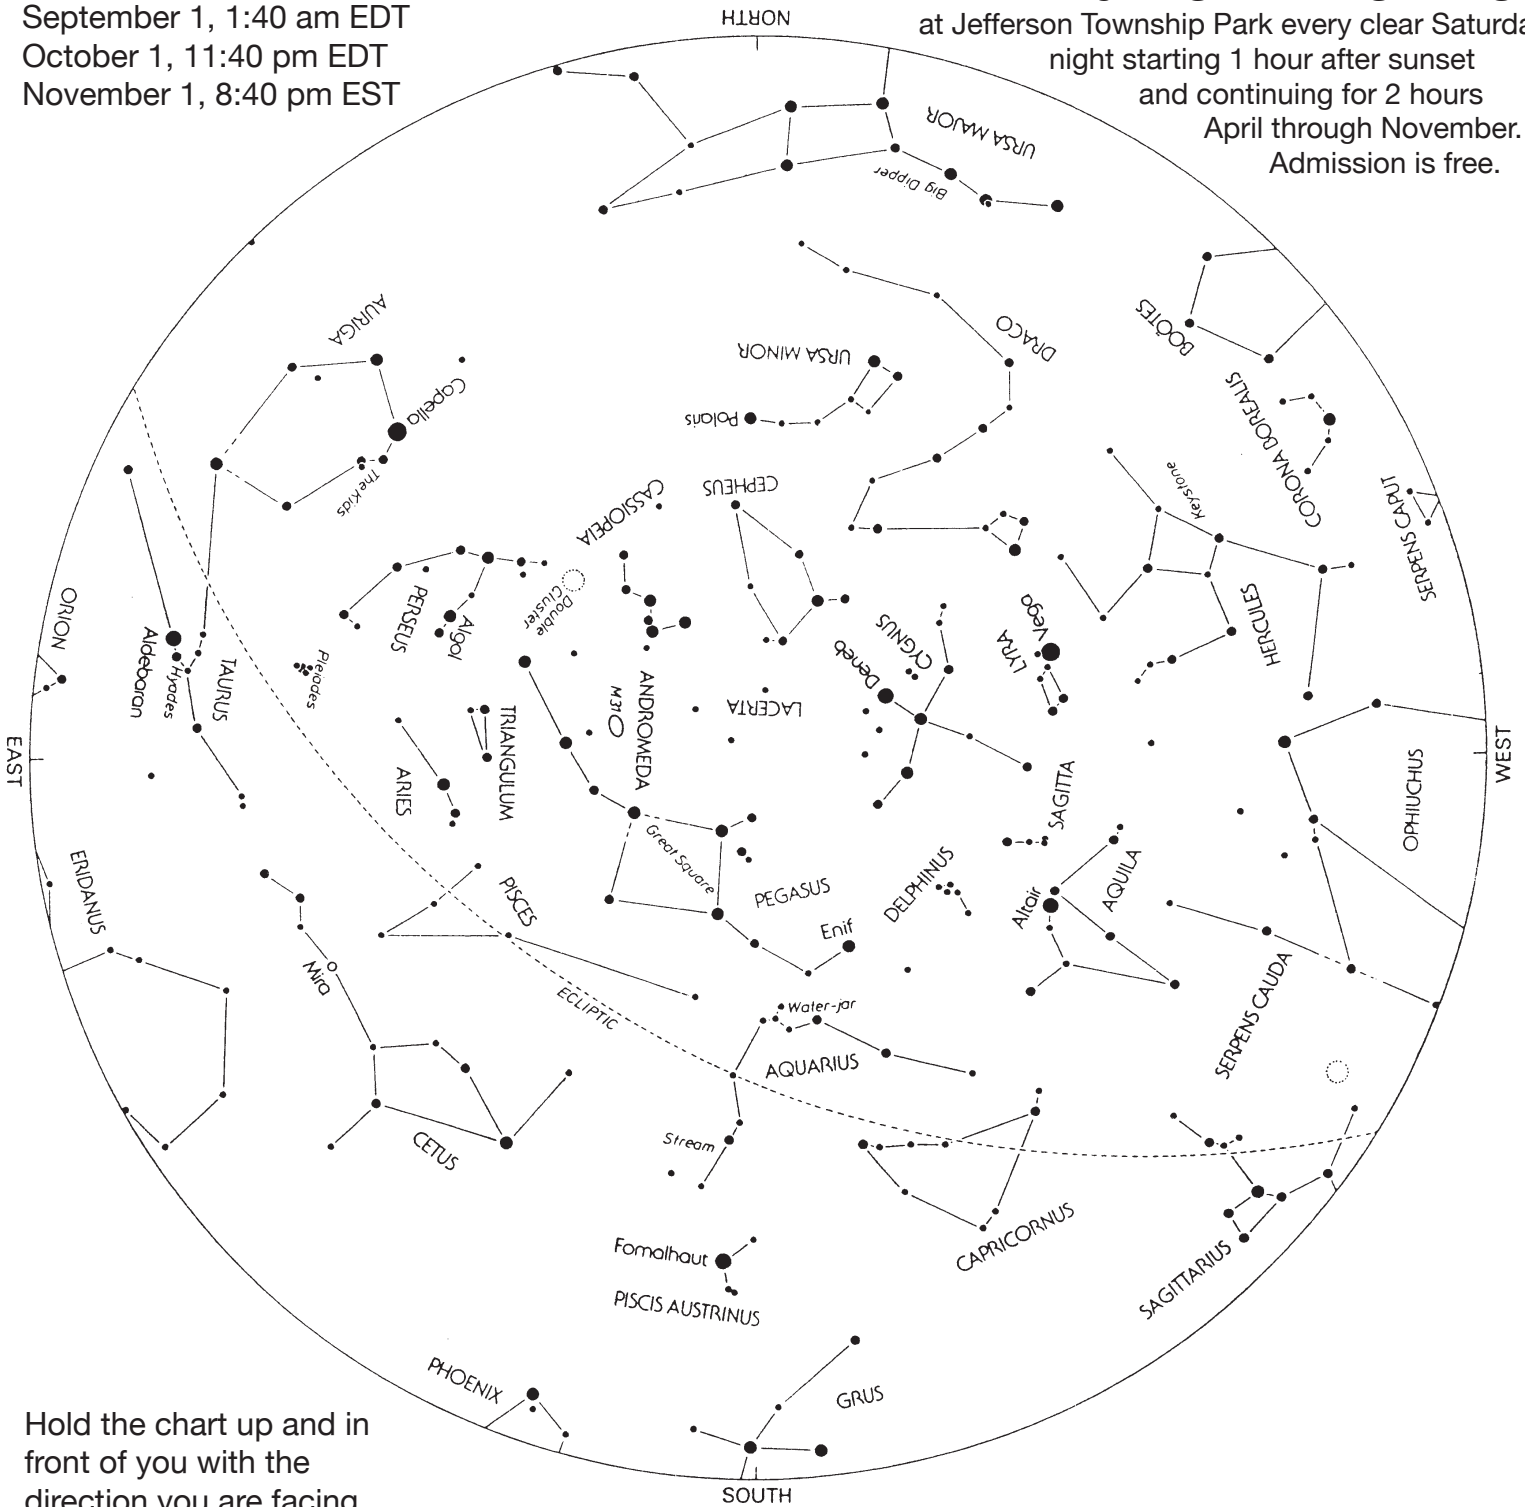 September 1, 1:40 am EDT
October 1, 11:40 pm EDT
November 1, 8:40 pm EST
at Jefferson Township Park every clear Saturda
night starting 1 hour after sunset
and continuing for 2 hours
April through November.
Admission is free.
NORTH
URSA MAJOR
Big Dipper
AURIGA
Capella
The Kids
URSA MINOR
Polaris
DRACO
BOÖTES
CORONA BOREALIS
SERPENS CAPUT
Keystone
HERCULES
CEPHEUS
CASSIOPEIA
Double
Cluster
PERSEUS
Algol
ORION
Aldebaran
Hyades
TAURUS
Pleiades
TRIANGULUM
ARIES
M31
ANDROMEDA
LACERTA
CYGNUS
Deneb
LYRA
Vega
EAST
WEST
OPHIUCHUS
SAGITTA
AQUILA
Altair
DELPHINUS
Great Square
PEGASUS
Enif
PISCES
ERIDANUS
Mira
ECLIPTIC
Water-jar
AQUARIUS
SERPENS CAUDA
CETUS
Stream
CAPRICORNUS
SAGITTARIUS
Fomalhaut
PISCIS AUSTRINUS
PHOENIX
GRUS
SOUTH
Hold the chart up and in
front of you with the
direction you are facing